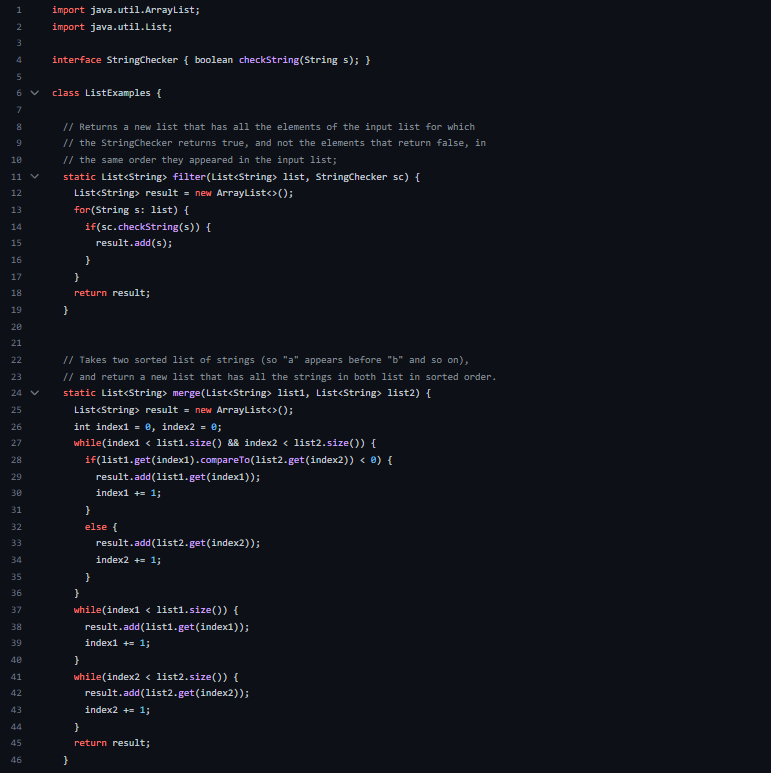 1 import java.util.ArrayList;
2 import java.util.List;
3
4 interface StringChecker { boolean checkString(String s); }
5
6 class ListExamples {
7
8 // Returns a new list that has all the elements of the input list for which
9 // the StringChecker returns true, and not the elements that return false, in
10 // the same order they appeared in the input list;
11 static List<String> filter(List<String> list, StringChecker sc) {
12 List<String> result = new ArrayList<>();
13 for(String s: list) {
14 if(sc.checkString(s)) {
15 result.add(s);
16 }
17 }
18 return result;
19 }
20
21
22 // Takes two sorted list of strings (so "a" appears before "b" and so on),
23 // and return a new list that has all the strings in both list in sorted order.
24 static List<String> merge(List<String> list1, List<String> list2) {
25 List<String> result = new ArrayList<>();
26 int index1 = 0, index2 = 0;
27 while(index1 < list1.size() && index2 < list2.size()) {
28 if(list1.get(index1).compareTo(list2.get(index2)) < 0) {
29 result.add(list1.get(index1));
30 index1 += 1;
31 }
32 else {
33 result.add(list2.get(index2));
34 index2 += 1;
35 }
36 }
37 while(index1 < list1.size()) {
38 result.add(list1.get(index1));
39 index1 += 1;
40 }
41 while(index2 < list2.size()) {
42 result.add(list2.get(index2));
43 index2 += 1;
44 }
45 return result;
46 }